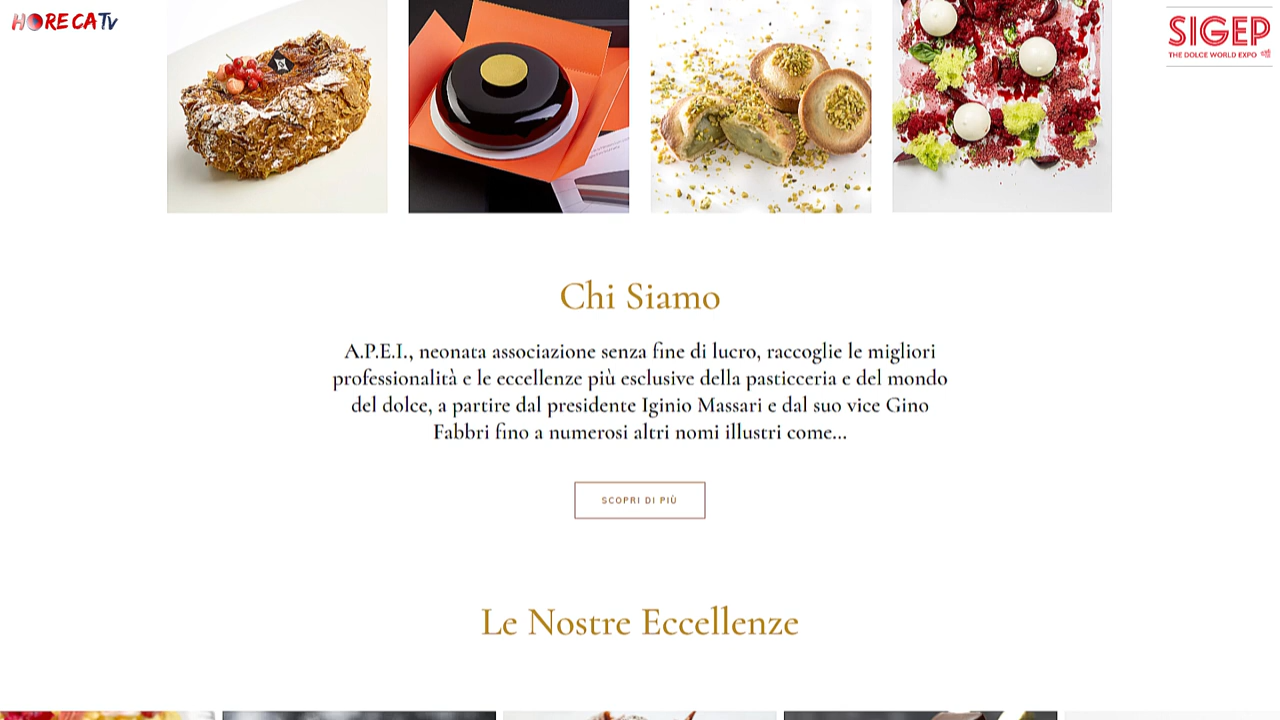 HORECATv
SIGEP
THE DOLCE WORLD EXPO
Chi Siamo
A.P.E.I., neonata associazione senza fine di lucro, raccoglie le migliori
professionalità e le eccellenze più esclusive della pasticceria e del mondo
del dolce, a partire dal presidente Iginio Massari e dal suo vice Gino
Fabbri fino a numerosi altri nomi illustri come...
SCOPRI DI PIÙ
Le Nostre Eccellenze